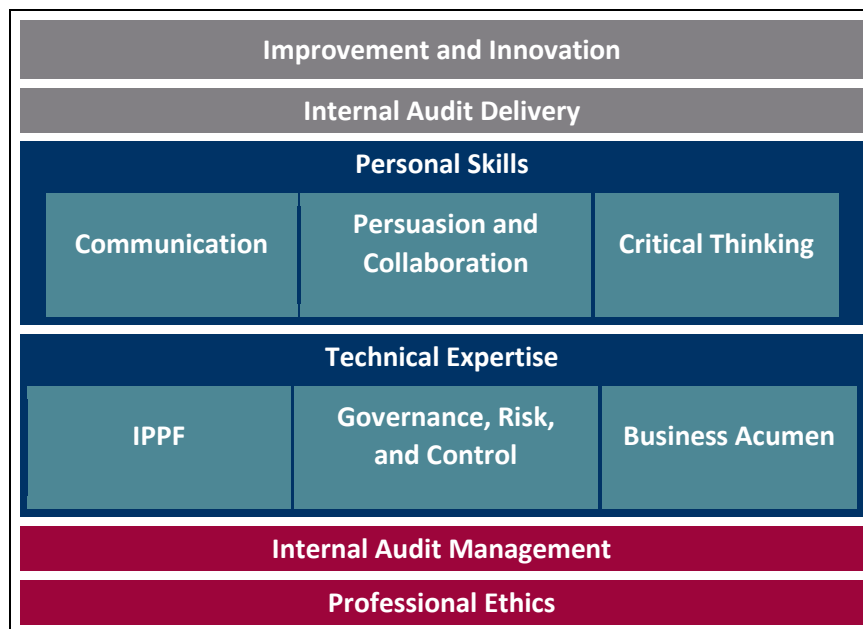 Improvement and Innovation
Internal Audit Delivery
Personal Skills
Communication
Persuasion and
Collaboration
Critical Thinking
Technical Expertise
IPPF
Governance, Risk,
and Control
Business Acumen
Internal Audit Management
Professional Ethics